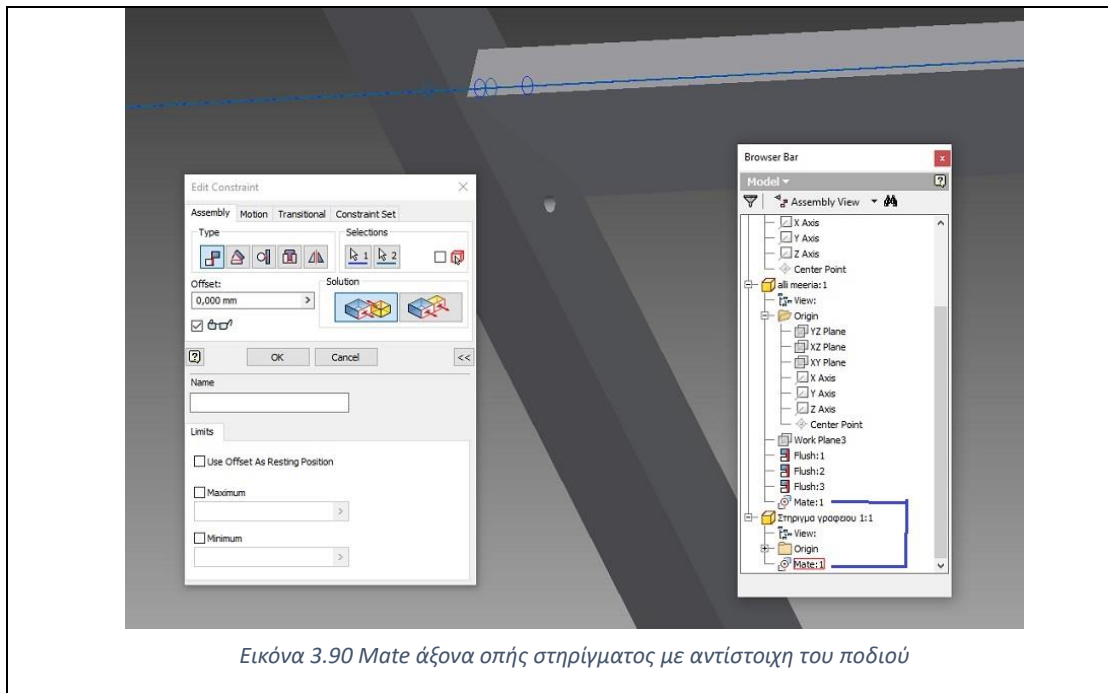 Edit Constraint
Assembly Motion Transitional Constraint Set
Type
Selections
1 2
Offset:
0,000 mm
Solution
OK Cancel <<
Name
Limits
Use Offset As Resting Position
Maximum
Minimum
Browser Bar
Model
Assembly View
X Axis
Y Axis
Z Axis
Center Point
alli meeria:1
View:
Origin
YZ Plane
XZ Plane
XY Plane
X Axis
Y Axis
Z Axis
Center Point
Work Plane3
Flush:1
Flush:2
Flush:3
Mate:1
Στηριγμα γραφειου 1:1
View:
Origin
Mate:1
Εικόνα 3.90 Mate άξονα οπής στηρίγματος με αντίστοιχη του ποδιού